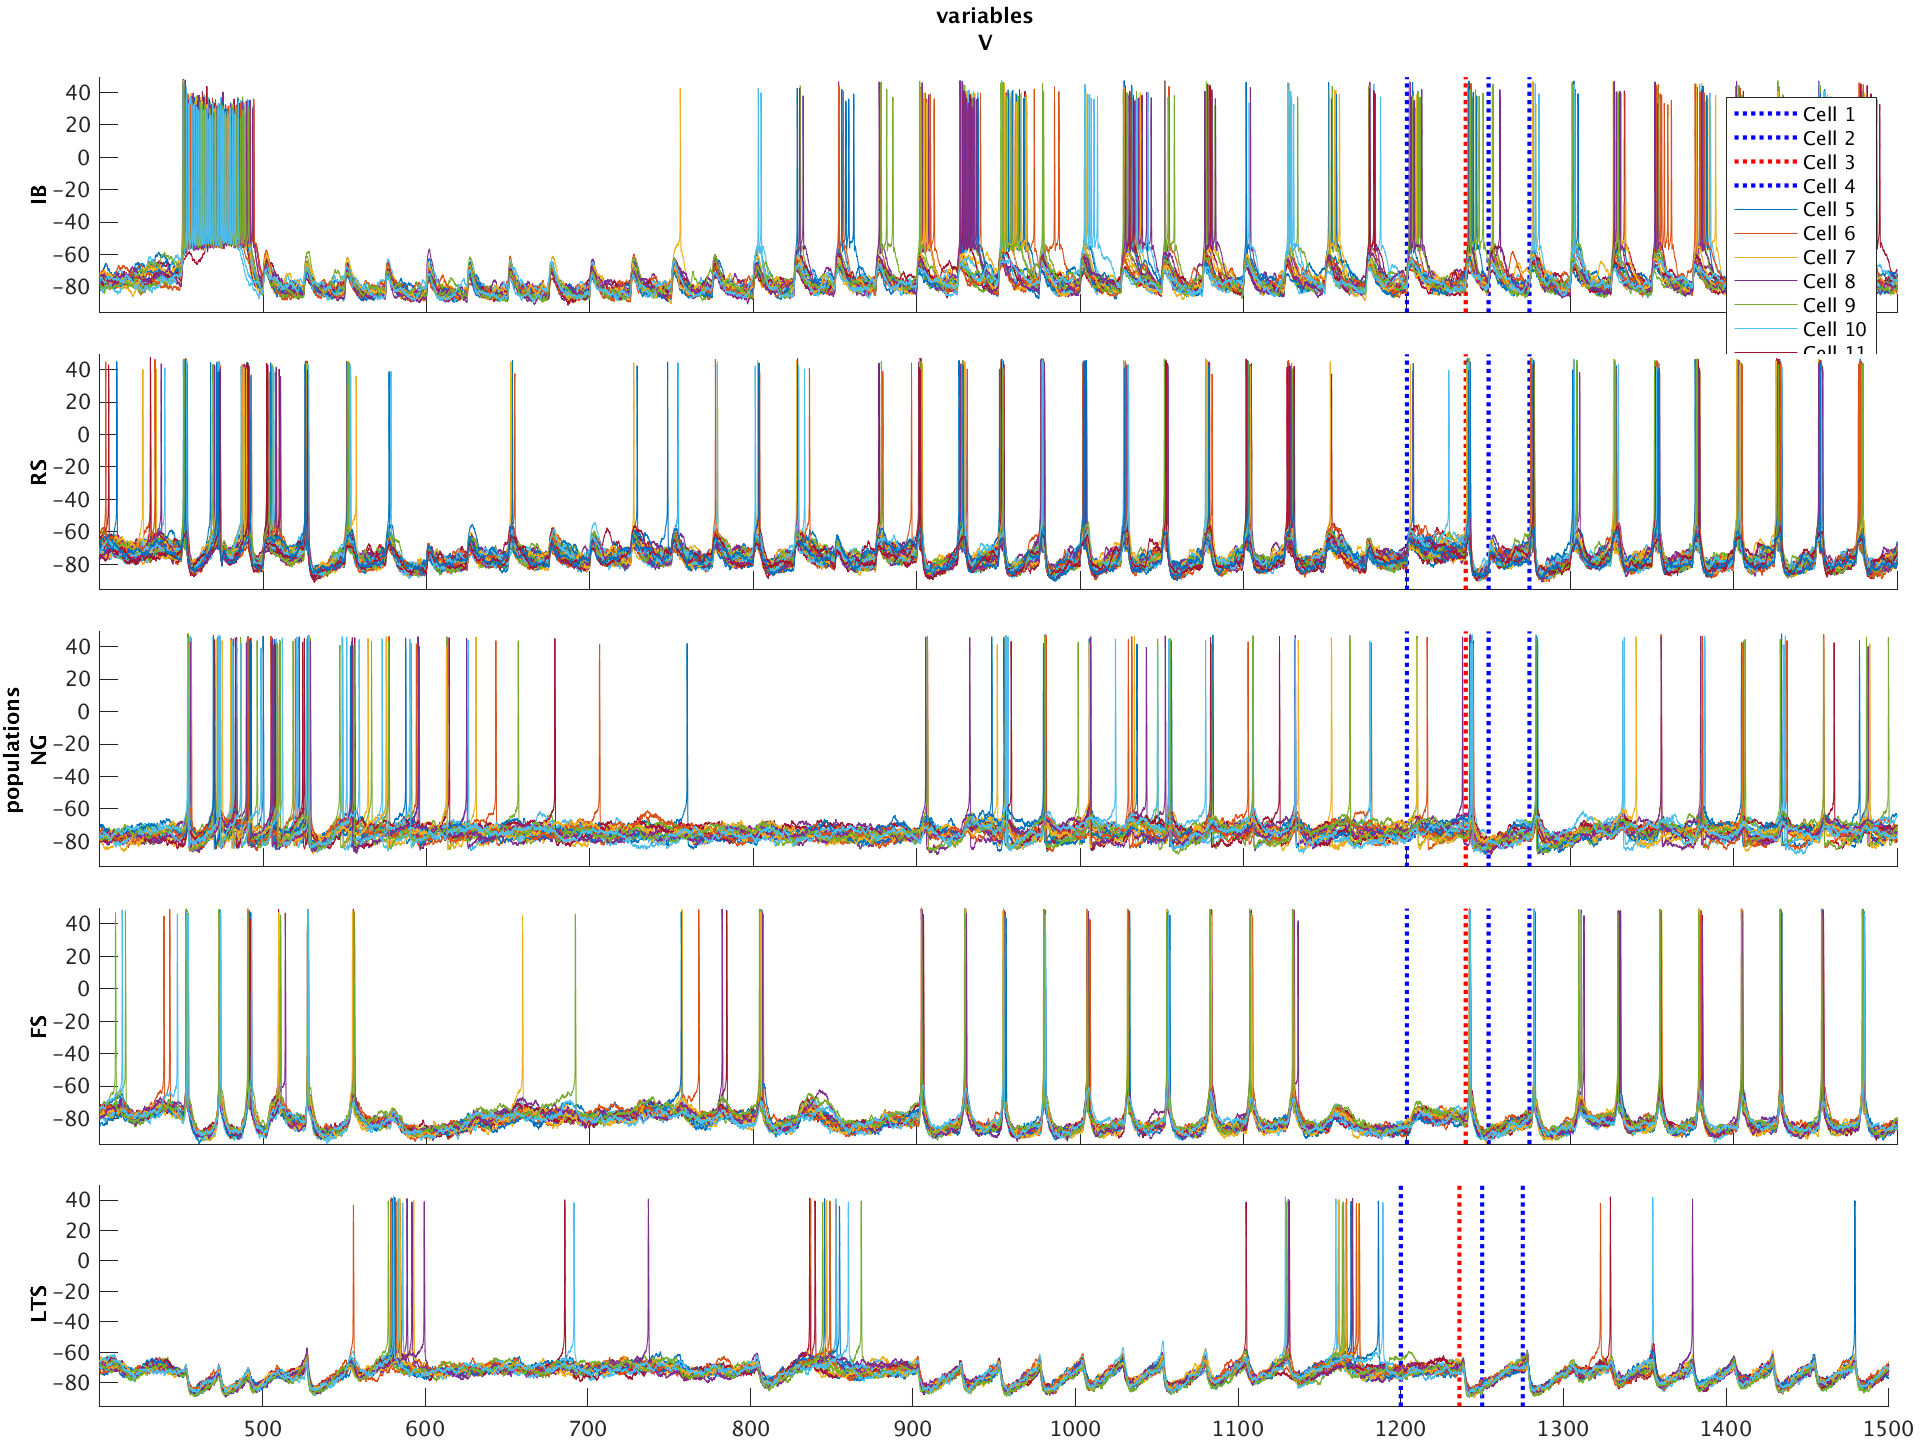 variables
V
populations
IB
40
20
0
−20
−40
−60
−80
Cell 1
Cell 2
Cell 3
Cell 4
Cell 5
Cell 6
Cell 7
Cell 8
Cell 9
Cell 10
Cell 11
RS
40
20
0
−20
−40
−60
−80
NG
40
20
0
−20
−40
−60
−80
FS
40
20
0
−20
−40
−60
−80
LTS
40
20
0
−20
−40
−60
−80
500 600 700 800 900 1000 1100 1200 1300 1400 1500